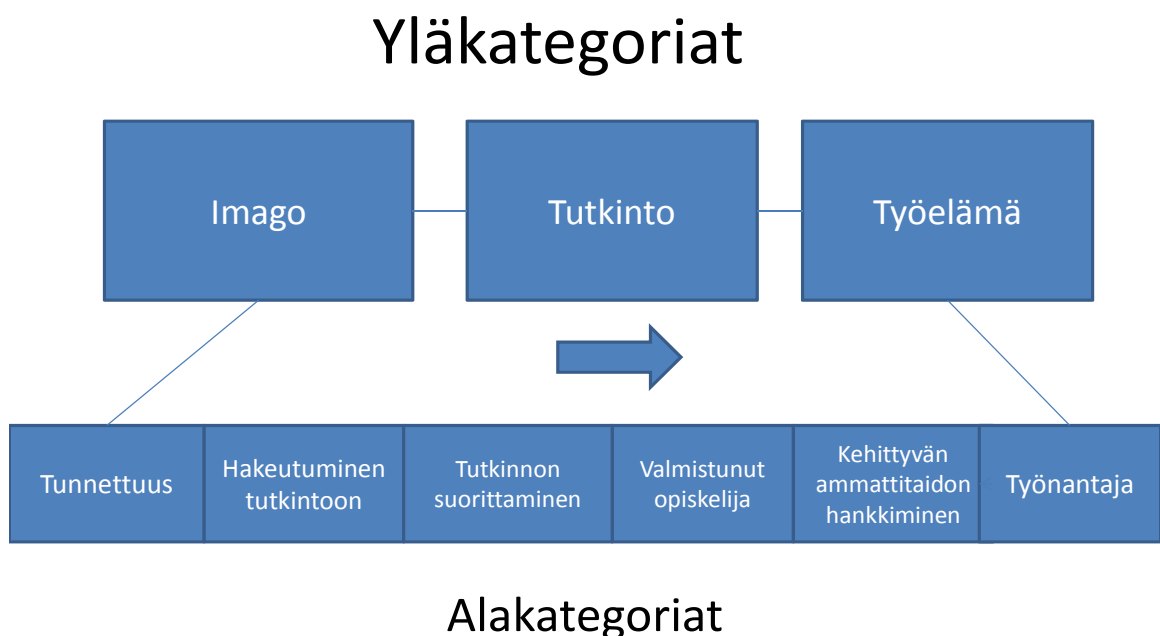 Yläkategoriat
Imago
Tutkinto
Työelämä
Tunnettuus
Hakeutuminen
tutkintoon
Tutkinnon
suorittaminen
Valmistunut
opiskelija
Kehittyvän
ammattitaidon
hankkiminen
Työnantaja
Alakategoriat